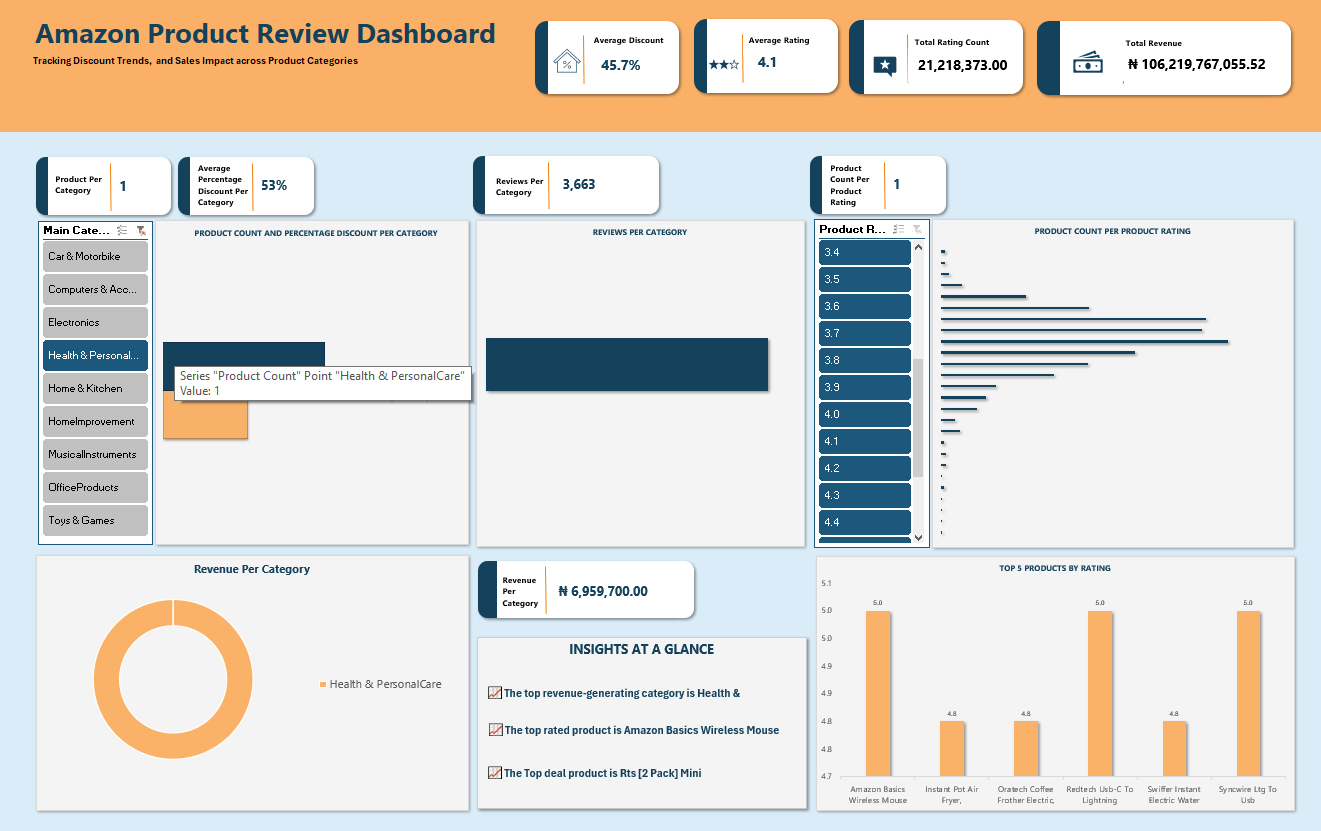 Amazon Product Review Dashboard
Tracking Discount Trends, and Sales Impact across Product Categories
Average Discount
45.7%
Average Rating
4.1
Total Rating Count
21,218,373.00
Total Revenue
₦ 106,219,767,055.52
Product Per
Category
1
Average
Percentage
Discount Per
Category
53%
Reviews Per
Category
3,663
Product
Count Per
Product
Rating
1
Main Cate...
Car & Motorbike
Computers & Acc...
Electronics
Health & Personal...
Home & Kitchen
HomeImprovement
MusicalInstruments
OfficeProducts
Toys & Games
PRODUCT COUNT AND PERCENTAGE DISCOUNT PER CATEGORY
Series "Product Count" Point "Health & PersonalCare"
Value: 1
REVIEWS PER CATEGORY
Product R...
3.4
3.5
3.6
3.7
3.8
3.9
4.0
4.1
4.2
4.3
4.4
PRODUCT COUNT PER PRODUCT RATING
Revenue Per Category
Health & PersonalCare
Revenue
Per
Category
₦ 6,959,700.00
INSIGHTS AT A GLANCE
The top revenue-generating category is Health &
The top rated product is Amazon Basics Wireless Mouse
The Top deal product is Rts [2 Pack] Mini
TOP 5 PRODUCTS BY RATING
5.1
5.0
5.0
4.9
4.9
4.8
4.8
4.7
5.0
4.8
4.8
5.0
4.8
5.0
Amazon Basics
Wireless Mouse
Instant Pot Air
Fryer,
Oratech Coffee
Frother Electric,
Redtech Usb-C To
Lightning
Swiffer Instant
Electric Water
Syncwire Ltg To
Usb